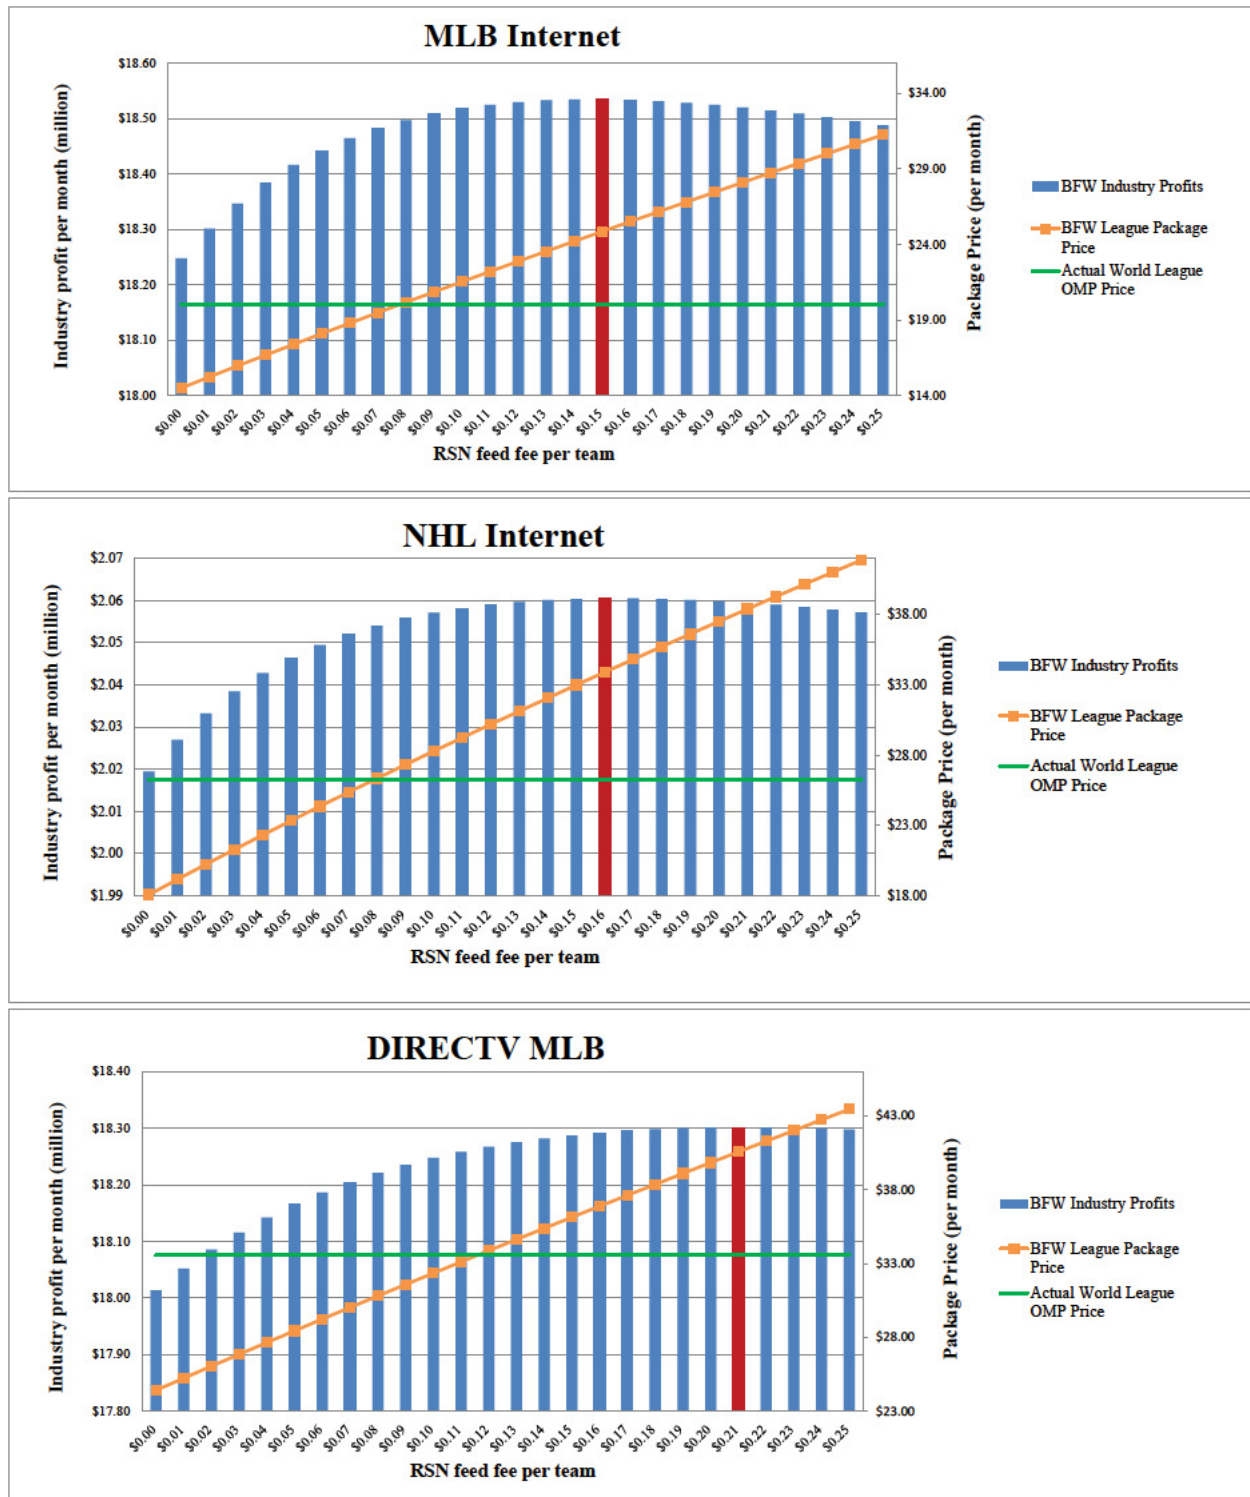 MLB Internet
Industry profit per month (million)
$18.60
$18.50
$18.40
$18.30
$18.20
$18.10
$18.00
$34.00
$29.00
$24.00
$19.00
$14.00
Package Price (per month)
$0.00 $0.01 $0.02 $0.03 $0.04 $0.05 $0.06 $0.07 $0.08 $0.09 $0.10 $0.11 $0.12 $0.13 $0.14 $0.15 $0.16 $0.17 $0.18 $0.19 $0.20 $0.21 $0.22 $0.23 $0.24 $0.25
RSN feed fee per team
BFW Industry Profits
BFW League Package
Price
Actual World League
OMP Price
NHL Internet
Industry profit per month (million)
$2.07
$2.06
$2.05
$2.04
$2.03
$2.02
$2.01
$2.00
$1.99
$38.00
$33.00
$28.00
$23.00
$18.00
Package Price (per month)
$0.00 $0.01 $0.02 $0.03 $0.04 $0.05 $0.06 $0.07 $0.08 $0.09 $0.10 $0.11 $0.12 $0.13 $0.14 $0.15 $0.16 $0.17 $0.18 $0.19 $0.20 $0.21 $0.22 $0.23 $0.24 $0.25
RSN feed fee per team
BFW Industry Profits
BFW League Package
Price
Actual World League
OMP Price
DIRECTV MLB
Industry profit per month (million)
$18.40
$18.30
$18.20
$18.10
$18.00
$17.90
$17.80
$43.00
$38.00
$33.00
$28.00
$23.00
Package Price (per month)
$0.00 $0.01 $0.02 $0.03 $0.04 $0.05 $0.06 $0.07 $0.08 $0.09 $0.10 $0.11 $0.12 $0.13 $0.14 $0.15 $0.16 $0.17 $0.18 $0.19 $0.20 $0.21 $0.22 $0.23 $0.24 $0.25
RSN feed fee per team
BFW Industry Profits
BFW League Package
Price
Actual World League
OMP Price